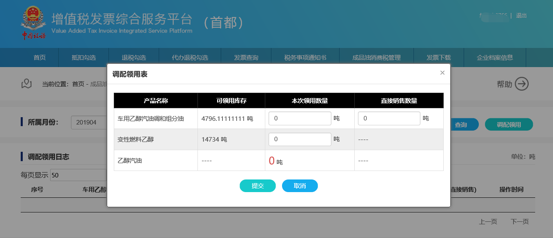 增值税发票综合服务平台 （首都）
Value Added Tax Invoice Integrated Service Platform
退出
首页 抵扣勾选 退税勾选 代办退税勾选 发票查询 税务事项通知书 成品油消费税管理 发票下载 企业档案信息
当前位置：首页 - 成品油
帮助
调配领用表 ×
产品名称 可领用库存 本次领用数量 直接销售数量
车用乙醇汽油调和组分油 4796.11111111 吨 0 吨 0 吨
变性燃料乙醇 14734 吨 0 吨 ----
乙醇汽油 ---- 0 吨 ----
提交 取消
所属月份： 201904 查询 调配领用
调配领用日志 单位：吨
每页显示 50
序号 车用乙醇 直接销售) 操作时间
上一页 下一页